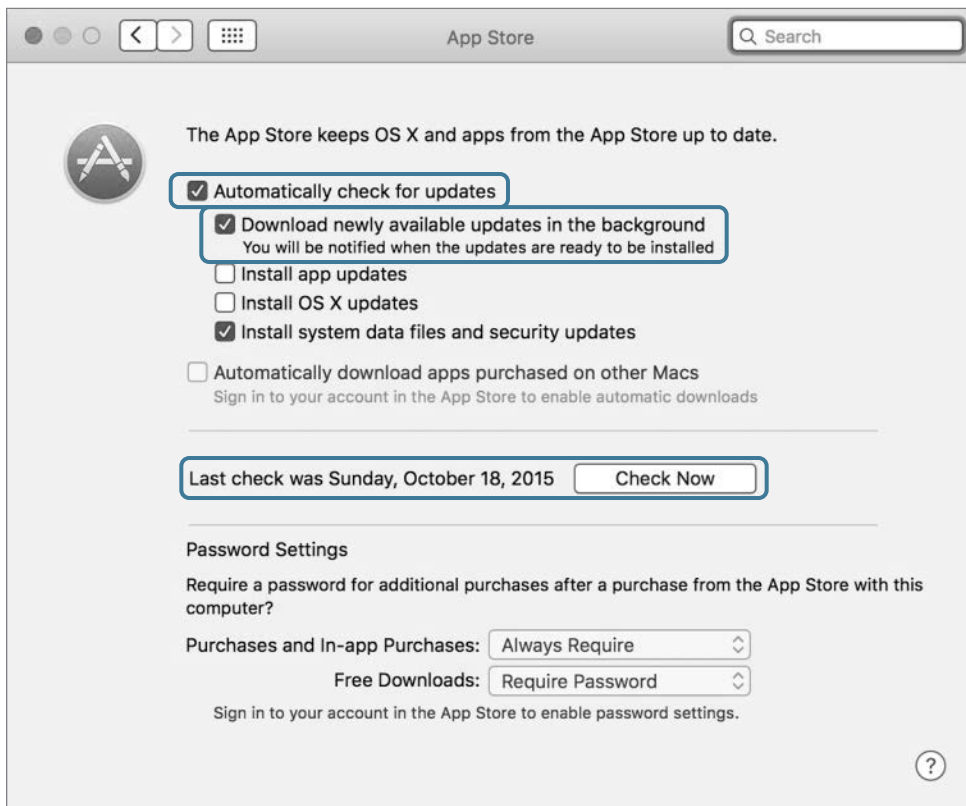 App Store
Search
The App Store keeps OS X and apps from the App Store up to date.
Automatically check for updates
Download newly available updates in the background
You will be notified when the updates are ready to be installed
Install app updates
Install OS X updates
Install system data files and security updates
Automatically download apps purchased on other Macs
Sign in to your account in the App Store to enable automatic downloads
Last check was Sunday, October 18, 2015 Check Now
Password Settings
Require a password for additional purchases after a purchase from the App Store with this
computer?
Purchases and In-app Purchases: Always Require
Free Downloads: Require Password
Sign in to your account in the App Store to enable password settings.
?